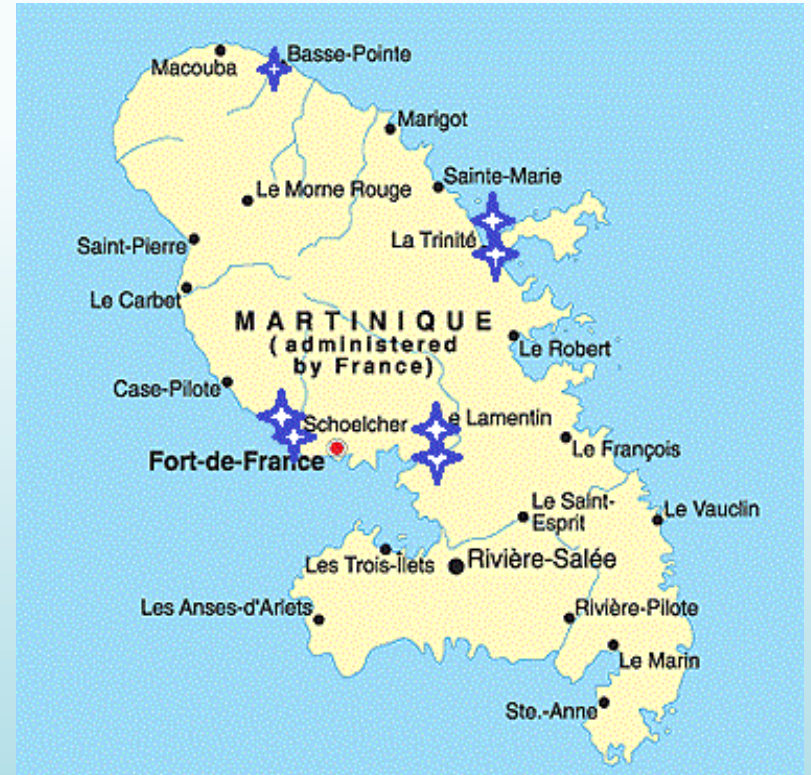 Basse-Pointe
Macouba
Marigot
Sainte-Marie
Le Morne Rouge
La Trinité
Saint-Pierre
Le Carbet
MARTINIQUE
(administered
by France)
Le Robert
Case-Pilote
Schoelcher
e Lamentin
Le François
Fort-de-France
Le Saint-
Esprit
Le Vauclin
Les Trois-Ilets
Rivière-Salée
Les Anses-d'Arlets
Rivière-Pilote
Le Marin
Ste.-Anne